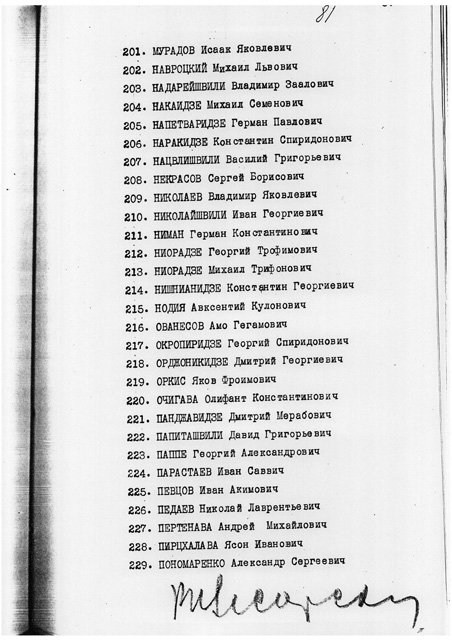 81
201. МУРАДОВ Исаак Яковлевич
202. НАВРОЦКИЙ Михаил Львович
203. НАДАРЕЙШВИЛИ Владимир Заалович
204. НАКАИДЗЕ Михаил Семенович
205. НАПЕТВАРИДЗЕ Герман Павлович
206. НАРАКИДЗЕ Константин Спиридонович
207. НАЦВЛИШВИЛИ Василий Григорьевич
208. НЕКРАСОВ Сергей Борисович
209. НИКОЛАЕВ Владимир Яковлевич
210. НИКОЛАЙШВИЛИ Иван Георгиевич
211. НИМАН Герман Константинович
212. НИОРАДЗЕ Георгий Трофимович
213. НИОРАДЗЕ Михаил Трифонович
214. НИШНИАНИДЗЕ Константин Георгиевич
215. НОДИЯ Авксентий Кулонович
216. ОВАНЕСОВ Амо Гегамович
217. ОКРОПИРИДЗЕ Георгий Спиридонович
218. ОРДЖОНИКИДЗЕ Дмитрий Георгиевич
219. ОРКИС Яков Фроимович
220. ОЧИГАВА Олифант Константинович
221. ПАНДЖАВИДЗЕ Дмитрий Мерабович
222. ПАПИТАШВИЛИ Давид Григорьевич
223. ПАППЕ Георгий Александрович
224. ПАРАСТАЕВ Иван Саввич
225. ПЕВЦОВ Иван Акимович
226. ПЕДАЕВ Николай Лаврентьевич
227. ПЕРТЕНАВА Андрей Михайлович
228. ПИРЦХАЛАВА Ясон Иванович
229. ПОНОМАРЕНКО Александр Сергеевич